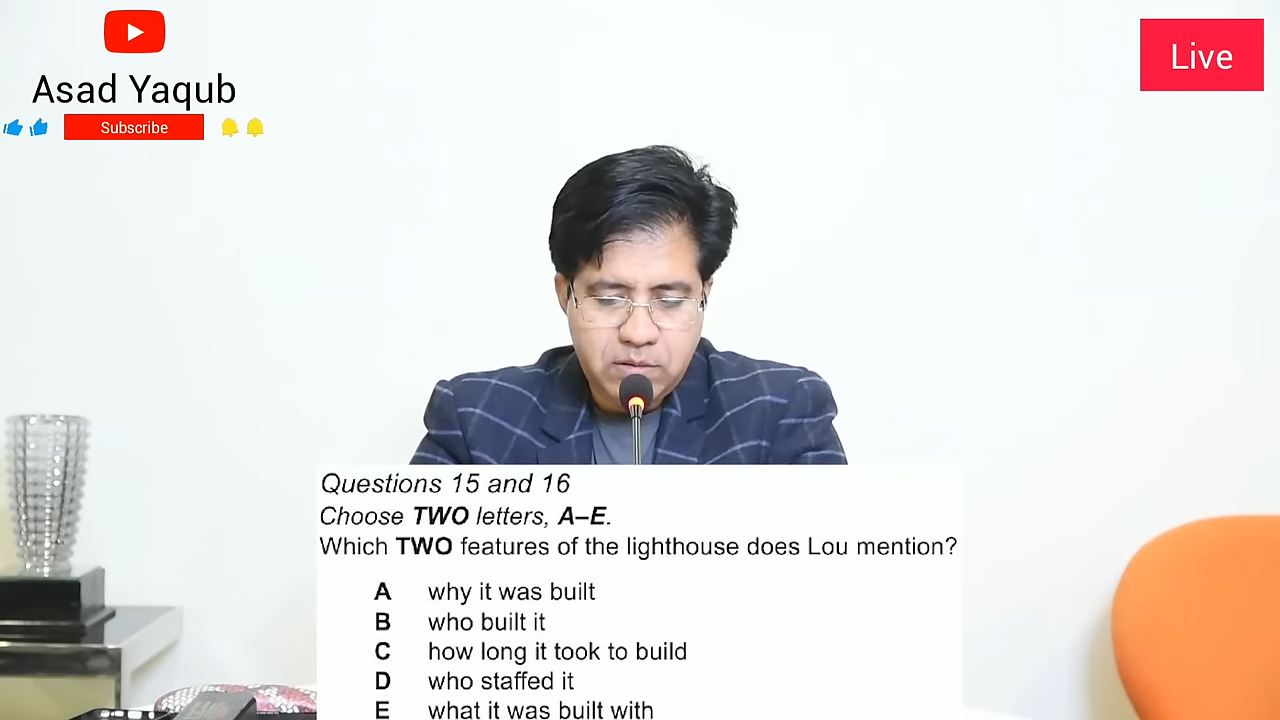 Asad Yaqub
Subscribe
Live
Questions 15 and 16
Choose TWO letters, A–E.
Which TWO features of the lighthouse does Lou mention?
A why it was built
B who built it
C how long it took to build
D who staffed it
E what it was built with